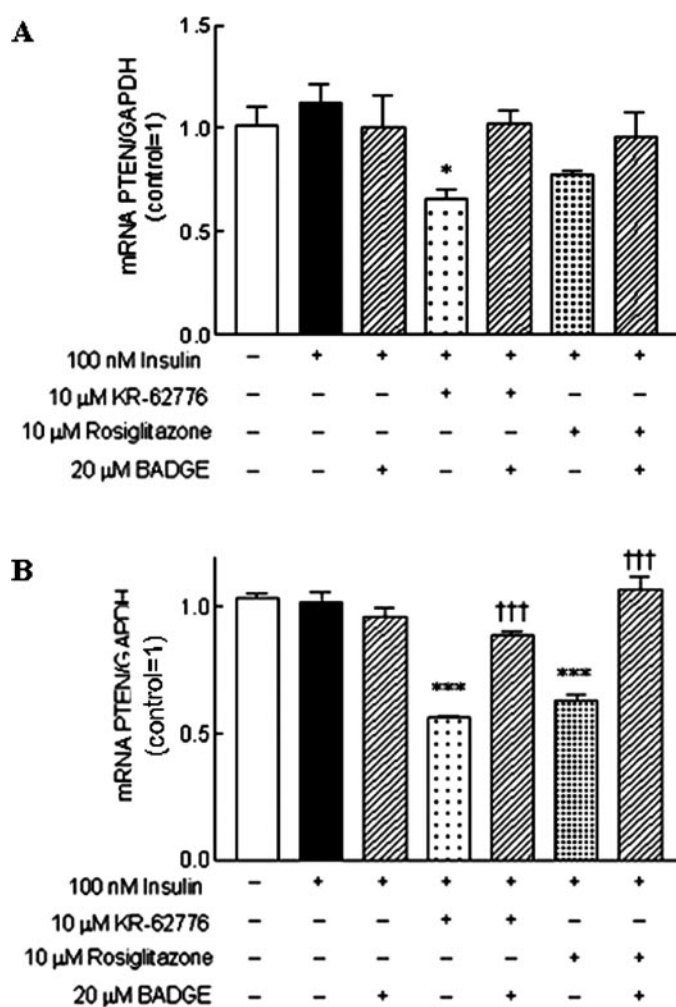 A
mRNA PTEN/GAPDH
(control=1)
1.5
1.0
0.5
0.0
*
100 nM Insulin – + + + + + +
10 µM KR-62776 – – – + + – –
10 µM Rosiglitazone – – – – – + +
20 µM BADGE – – + – + – +
B
mRNA PTEN/GAPDH
(control=1)
1.0
0.5
0.0
*** ††† *** †††
100 nM Insulin – + + + + + +
10 µM KR-62776 – – – + + – –
10 µM Rosiglitazone – – – – – + +
20 µM BADGE – – + – + – +